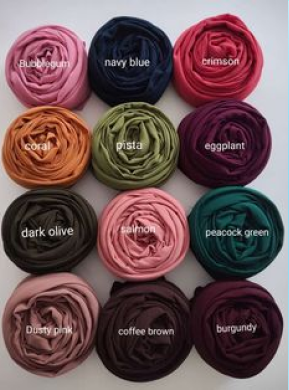 Bubblegum
navy blue
crimson
coral
pista
eggplant
dark olive
salmon
peacock green
Dusty pink
coffee brown
burgundy